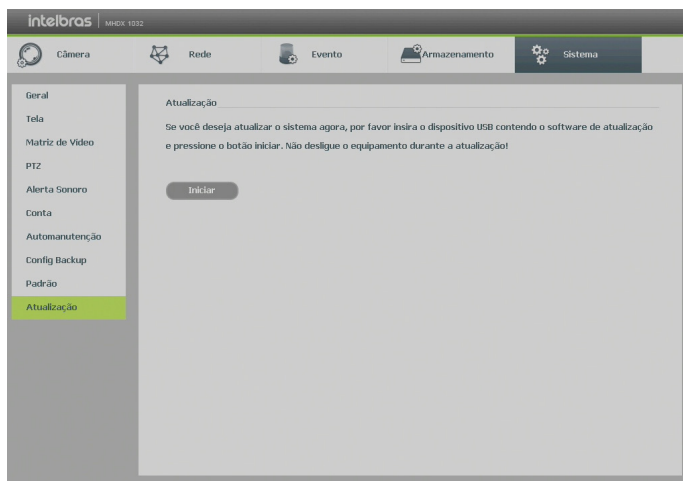 intelbras MHDX 1032
Câmera Rede Evento Armazenamento Sistema
Geral
Tela
Matriz de Vídeo
PTZ
Alerta Sonoro
Conta
Automanutenção
Config Backup
Padrão
Atualização
Atualização
Se você deseja atualizar o sistema agora, por favor insira o dispositivo USB contendo o software de atualização
e pressione o botão iniciar. Não desligue o equipamento durante a atualização!
Iniciar